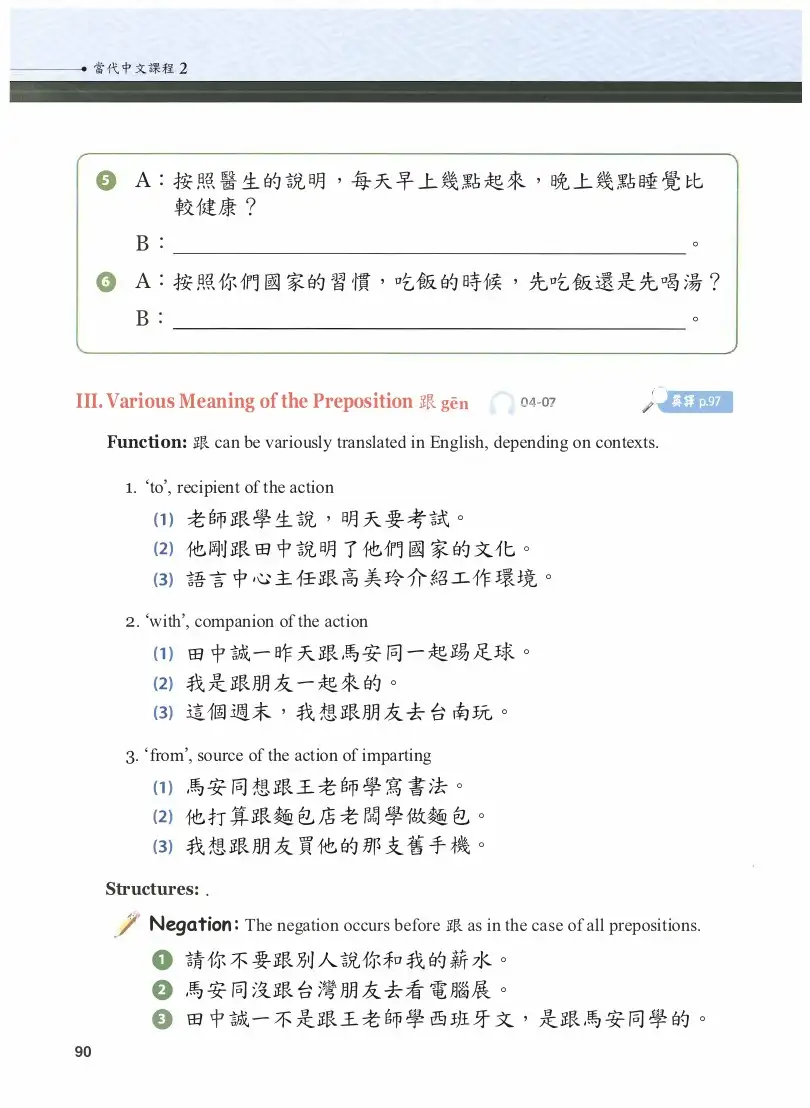 當代中文課程 2
5 A：按照醫生的說明，每天早上幾點起來，晚上幾點睡覺比
較健康？
B：。
6 A：按照你們國家的習慣，吃飯的時候，先吃飯還是先喝湯？
B：。
III. Various Meaning of the Preposition 跟 gēn 04-07 英譯 p.97
Function: 跟 can be variously translated in English, depending on contexts.
1. ‘to’, recipient of the action
(1) 老師跟學生說，明天要考試。
(2) 他剛跟田中說明了他們國家的文化。
(3) 語言中心主任跟高美玲介紹工作環境。
2. ‘with’, companion of the action
(1) 田中誠一昨天跟馬安同一起踢足球。
(2) 我是跟朋友一起來的。
(3) 這個週末，我想跟朋友去台南玩。
3. ‘from’, source of the action of imparting
(1) 馬安同想跟王老師學寫書法。
(2) 他打算跟麵包店老闆學做麵包。
(3) 我想跟朋友買他的那支舊手機。
Structures: .
Negation: The negation occurs before 跟 as in the case of all prepositions.
1 請你不要跟別人說你和我的薪水。
2 馬安同沒跟台灣朋友去看電腦展。
3 田中誠一不是跟王老師學西班牙文，是跟馬安同學的。
90